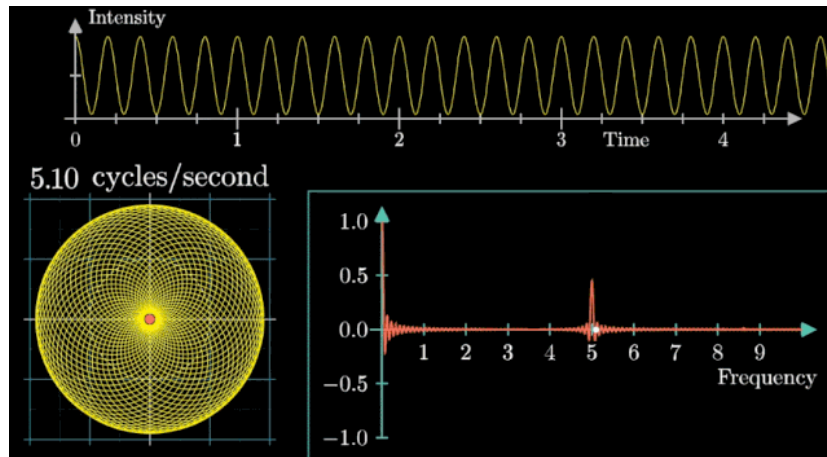 Intensity
0 1 2 3 Time 4
5.10 cycles/second
1.0
0.5
0.0
1 2 3 4 5 6 7 8 9
Frequency
−0.5
−1.0